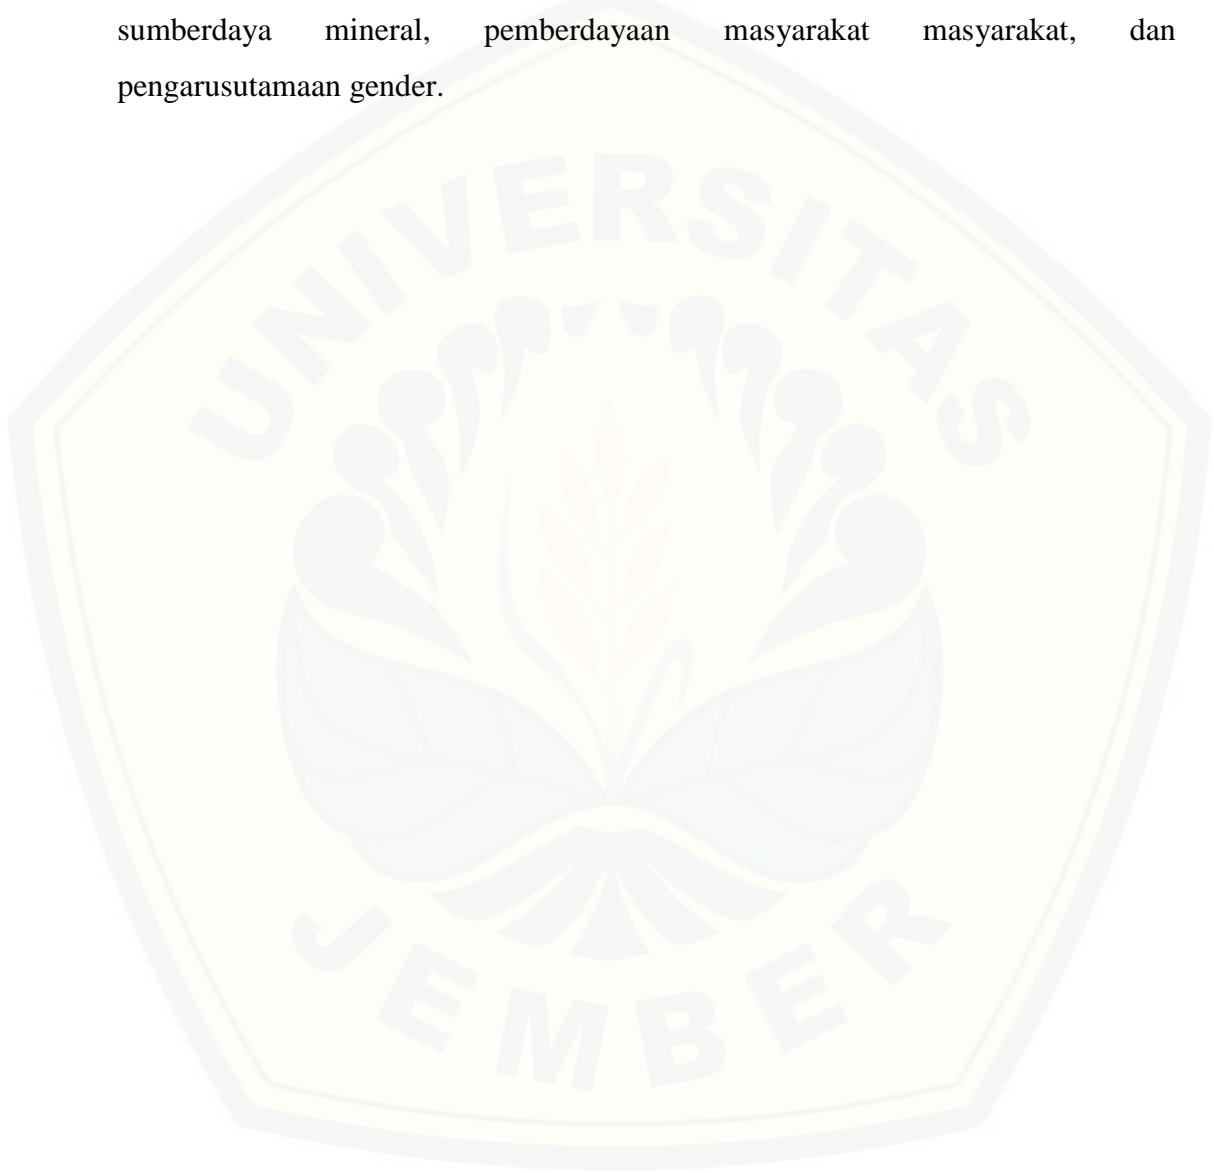 sumberdaya mineral, pemberdayaan masyarakat masyarakat, dan
pengarusutamaan gender.
UNIVERSITAS
JEMBER